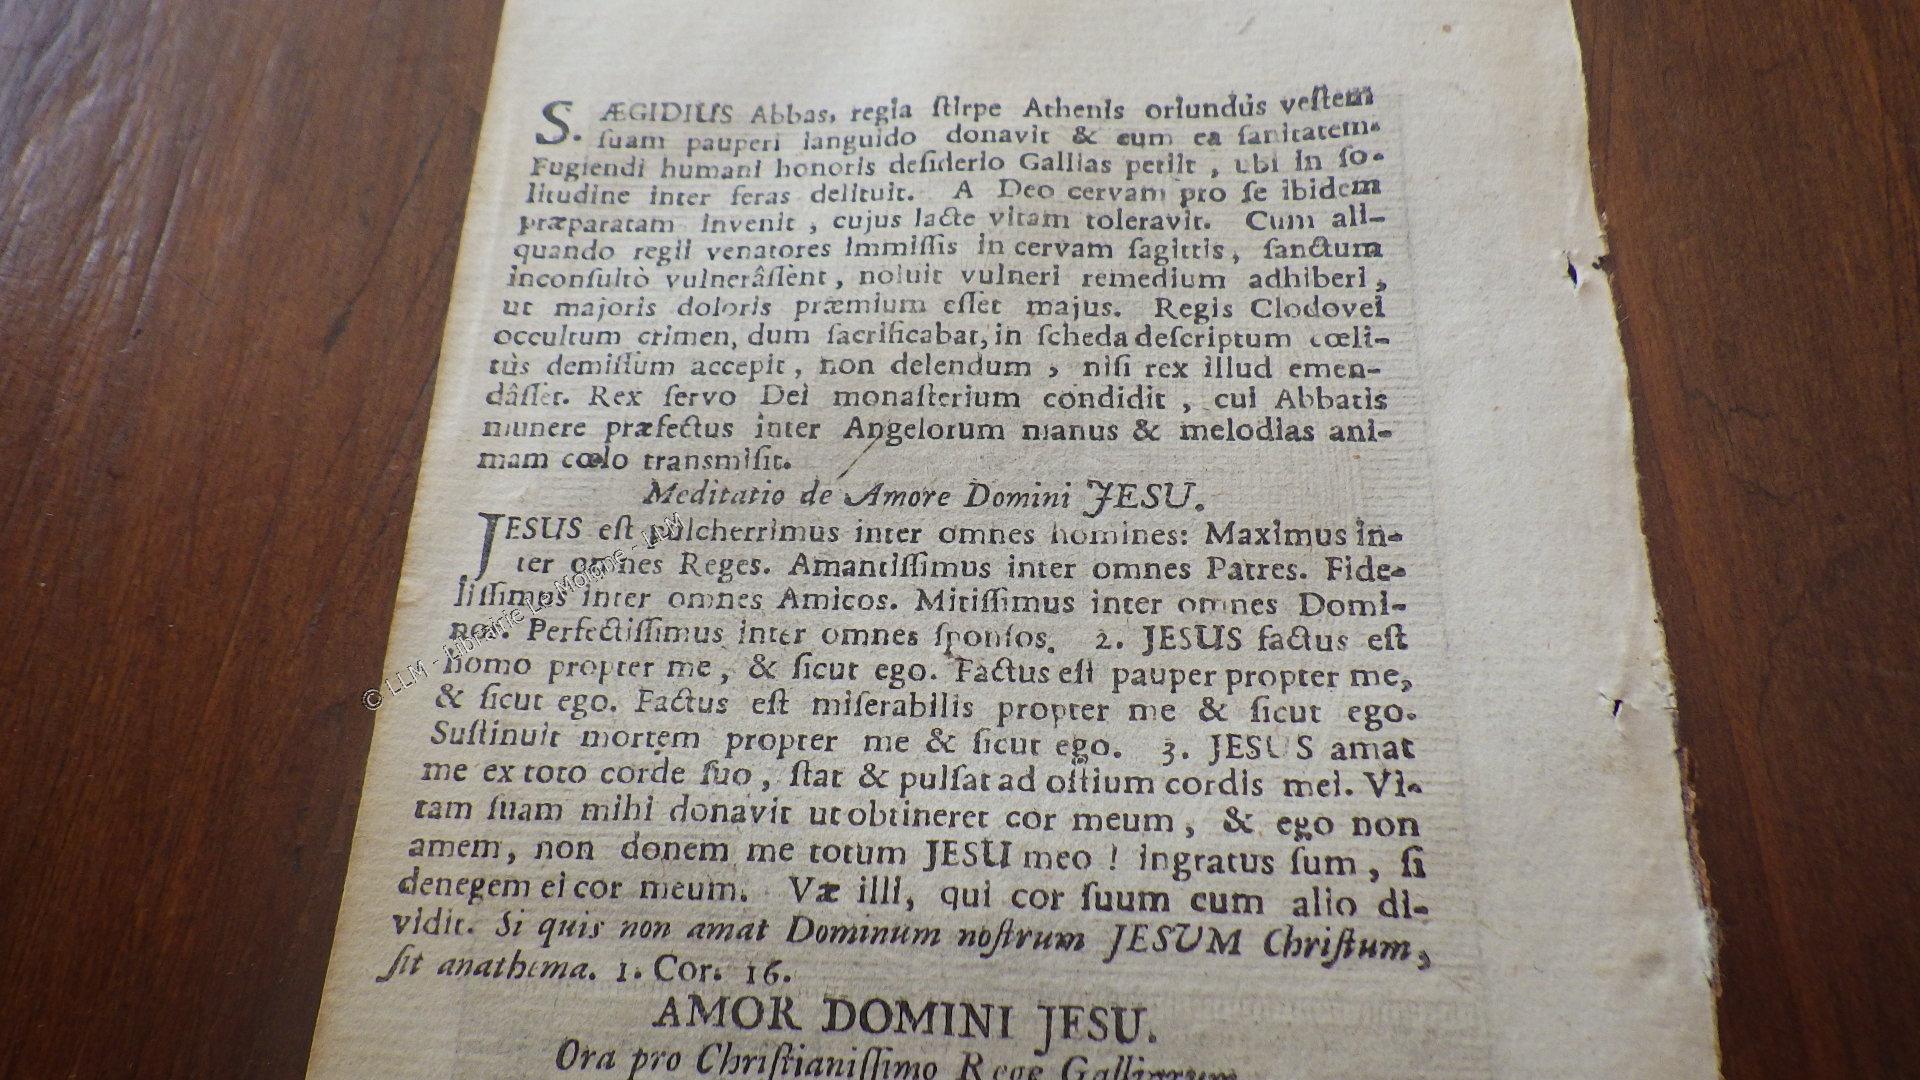 S. ÆGIDIUS Abbas, regia ſtirpe Athenis oriundùs veſtem
ſuam pauperi languido donavit & cum ea ſanitatem.
Fugiendi humani honoris deſiderio Gallias petiit, ubi in ſo-
litudine inter feras delituit. A Deo cervam pro ſe ibidem
præparatam invenit, cujus lacte vitam toleravit. Cum ali-
quando regii venatores immiſſis in cervam ſagittis, ſanctum
inconſultò vulnerâſſent, noluit vulneri remedium adhiberi,
ut majoris doloris præmium eſſet majus. Regis Clodovei
occultum crimen, dum ſacrificabat, in ſcheda deſcriptum cœli-
tùs demiſſum accepit, non delendum, niſi rex illud emen-
dâſſet. Rex ſervo Dei monaſterium condidit, cui Abbatis
munere præfectus inter Angelorum manus & melodias ani-
mam cœlo transmiſit.
Meditatio de Amore Domini JESU.
JESUS eſt pulcherrimus inter omnes homines: Maximus in-
ter omnes Reges. Amantiſſimus inter omnes Patres. Fide-
liſſimus inter omnes Amicos. Mitiſſimus inter omnes Domi-
nos. Perfectiſſimus inter omnes ſponſos. 2. JESUS factus eſt
homo propter me, & ſicut ego. Factus eſt pauper propter me,
& ſicut ego. Factus eſt miſerabilis propter me & ſicut ego.
Suſtinuit mortem propter me & ſicut ego. 3. JESUS amat
me ex toto corde ſuo, ſtat & pulſat ad oſtium cordis mei. Vi-
tam ſuam mihi donavit ut obtineret cor meum, & ego non
amem, non donem me totum JESU meo! ingratus ſum, ſi
denegem ei cor meum. Væ illi, qui cor ſuum cum alio di-
vidit. Si quis non amat Dominum noſtrum JESUM Chriſtum,
ſit anathema. 1. Cor. 16.
AMOR DOMINI JESU.
Ora pro Chriſtianiſſimo Rege Galliarum
© LLM - Librairie La Moione - LLM